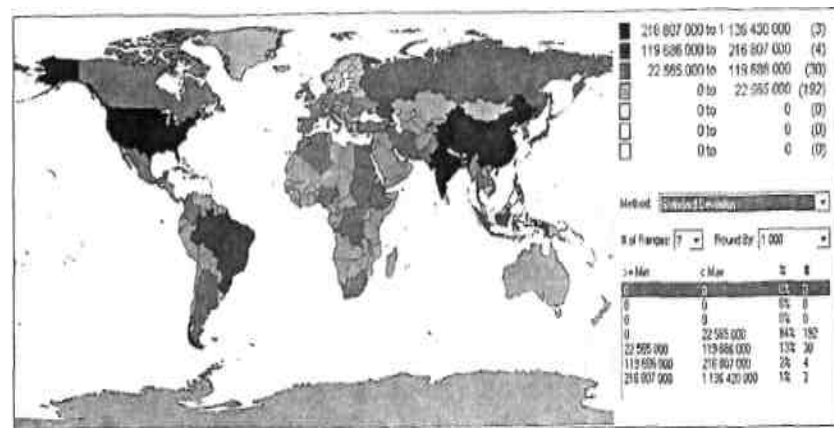 216 807 000 to 1 136 420 000 (3)
119 686 000 to 216 807 000 (4)
22 565 000 to 119 686 000 (30)
0 to 22 565 000 (192)
0 to 0 (0)
0 to 0 (0)
0 to 0 (0)
Method: Standard Deviation
# of Ranges: 7 Round By: 1 000
>= Min < Max % #
0 0 0% 0
0 0 0% 0
0 0 0% 0
0 22 565 000 84% 192
22 565 000 119 686 000 13% 30
119 686 000 216 807 000 2% 4
216 807 000 1 136 420 000 1% 3